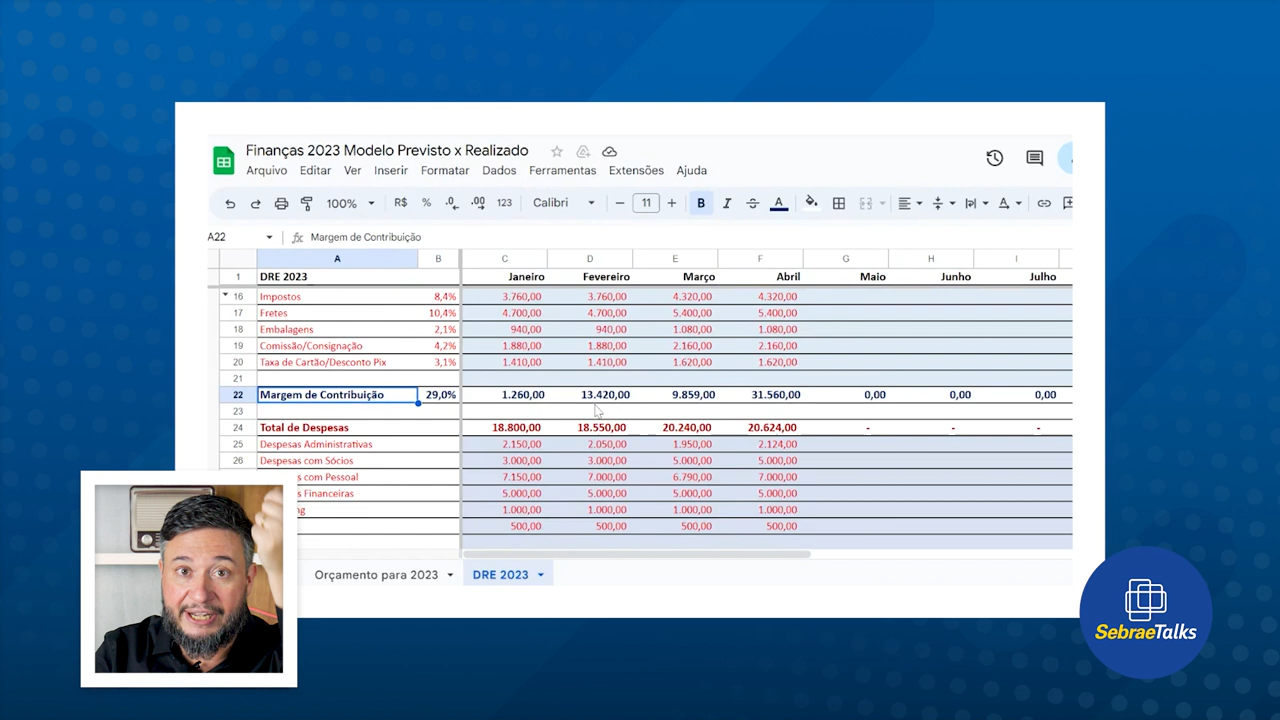 Finanças 2023 Modelo Previsto x Realizado
Arquivo Editar Ver Inserir Formatar Dados Ferramentas Extensões Ajuda
100% R$ % .0 .00 123 Calibri 11 B I S A
A22 fx Margem de Contribuição
A B C D E F G H I
1 DRE 2023 Janeiro Fevereiro Março Abril Maio Junho Julho
16 Impostos 8,4% 3.760,00 3.760,00 4.320,00 4.320,00
17 Fretes 10,4% 4.700,00 4.700,00 5.400,00 5.400,00
18 Embalagens 2,1% 940,00 940,00 1.080,00 1.080,00
19 Comissão/Consignação 4,2% 1.880,00 1.880,00 2.160,00 2.160,00
20 Taxa de Cartão/Desconto Pix 3,1% 1.410,00 1.410,00 1.620,00 1.620,00
21
22 Margem de Contribuição 29,0% 1.260,00 13.420,00 9.859,00 31.560,00 0,00 0,00 0,00
23
24 Total de Despesas 18.800,00 18.550,00 20.240,00 20.624,00 - - -
25 Despesas Administrativas 2.150,00 2.050,00 1.950,00 2.124,00
26 Despesas com Sócios 3.000,00 3.000,00 5.000,00 5.000,00
com Pessoal 7.150,00 7.000,00 6.790,00 7.000,00
Financeiras 5.000,00 5.000,00 5.000,00 5.000,00
1.000,00 1.000,00 1.000,00 1.000,00
500,00 500,00 500,00 500,00
Orçamento para 2023 DRE 2023
SebraeTalks